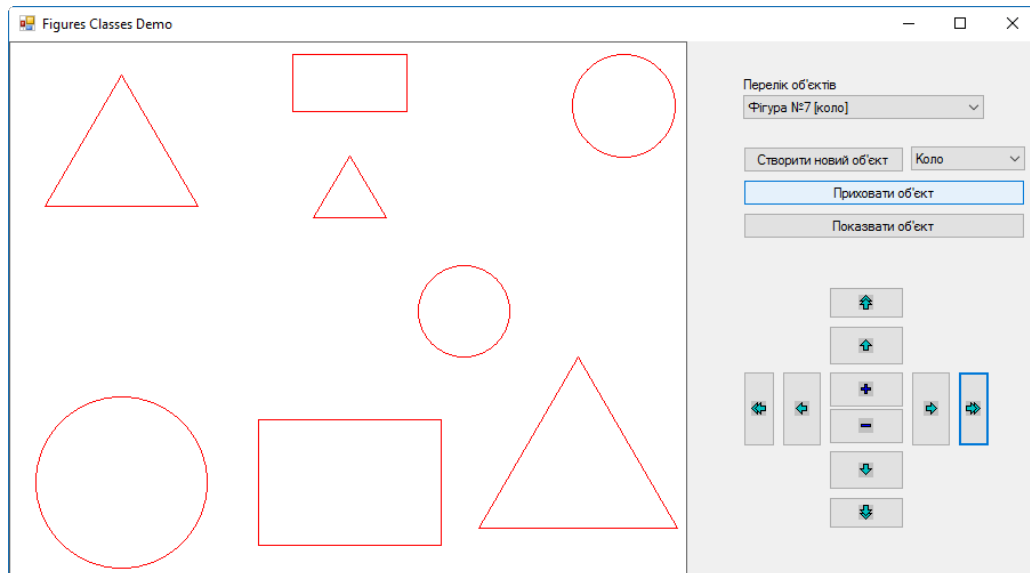 Figures Classes Demo
Перелік об'єктів
Фігура №7 [коло]
Створити новий об'єкт
Коло
Приховати об'єкт
Показвати об'єкт